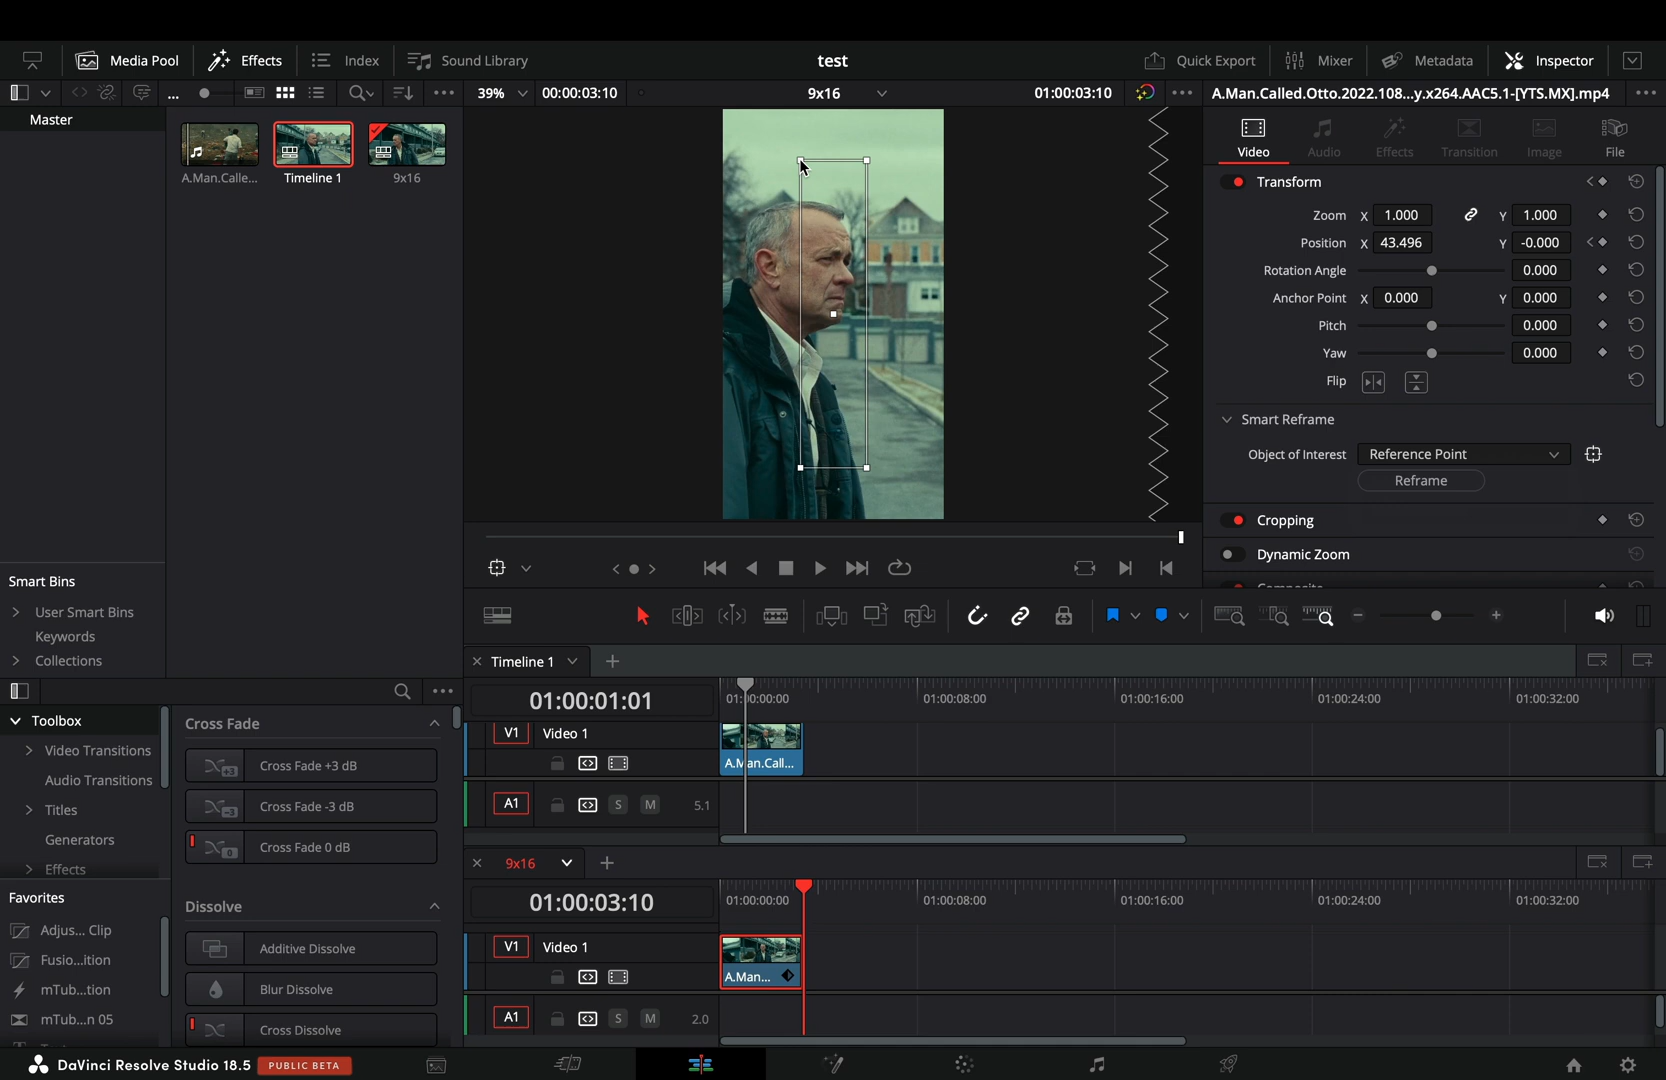 Media Pool Effects Index Sound Library test Quick Export Mixer Metadata Inspector
... 39% 00:00:03:10 9x16 01:00:03:10 A.Man.Called.Otto.2022.108...y.x264.AAC5.1-[YTS.MX].mp4
Master
A.Man.Calle...
Timeline 1
9x16
Video Audio Effects Transition Image File
Transform
Zoom X 1.000 Y 1.000
Position X 43.496 Y -0.000
Rotation Angle 0.000
Anchor Point X 0.000 Y 0.000
Pitch 0.000
Yaw 0.000
Flip
Smart Reframe
Object of Interest Reference Point
Reframe
Cropping
Dynamic Zoom
Smart Bins
User Smart Bins
Keywords
Collections
Toolbox
Video Transitions
Audio Transitions
Titles
Generators
Effects
Favorites
Adjus... Clip
Fusio...ition
mTub...tion
mTub...n 05
Cross Fade
+3 Cross Fade +3 dB
-3 Cross Fade -3 dB
0 Cross Fade 0 dB
Dissolve
Additive Dissolve
Blur Dissolve
Cross Dissolve
Timeline 1
01:00:01:01
01:00:00:00 01:00:08:00 01:00:16:00 01:00:24:00 01:00:32:00
V1 Video 1
A.Man.Call...
A1 S M 5.1
9x16
01:00:03:10
01:00:00:00 01:00:08:00 01:00:16:00 01:00:24:00 01:00:32:00
V1 Video 1
A.Man...
A1 S M 2.0
DaVinci Resolve Studio 18.5 PUBLIC BETA